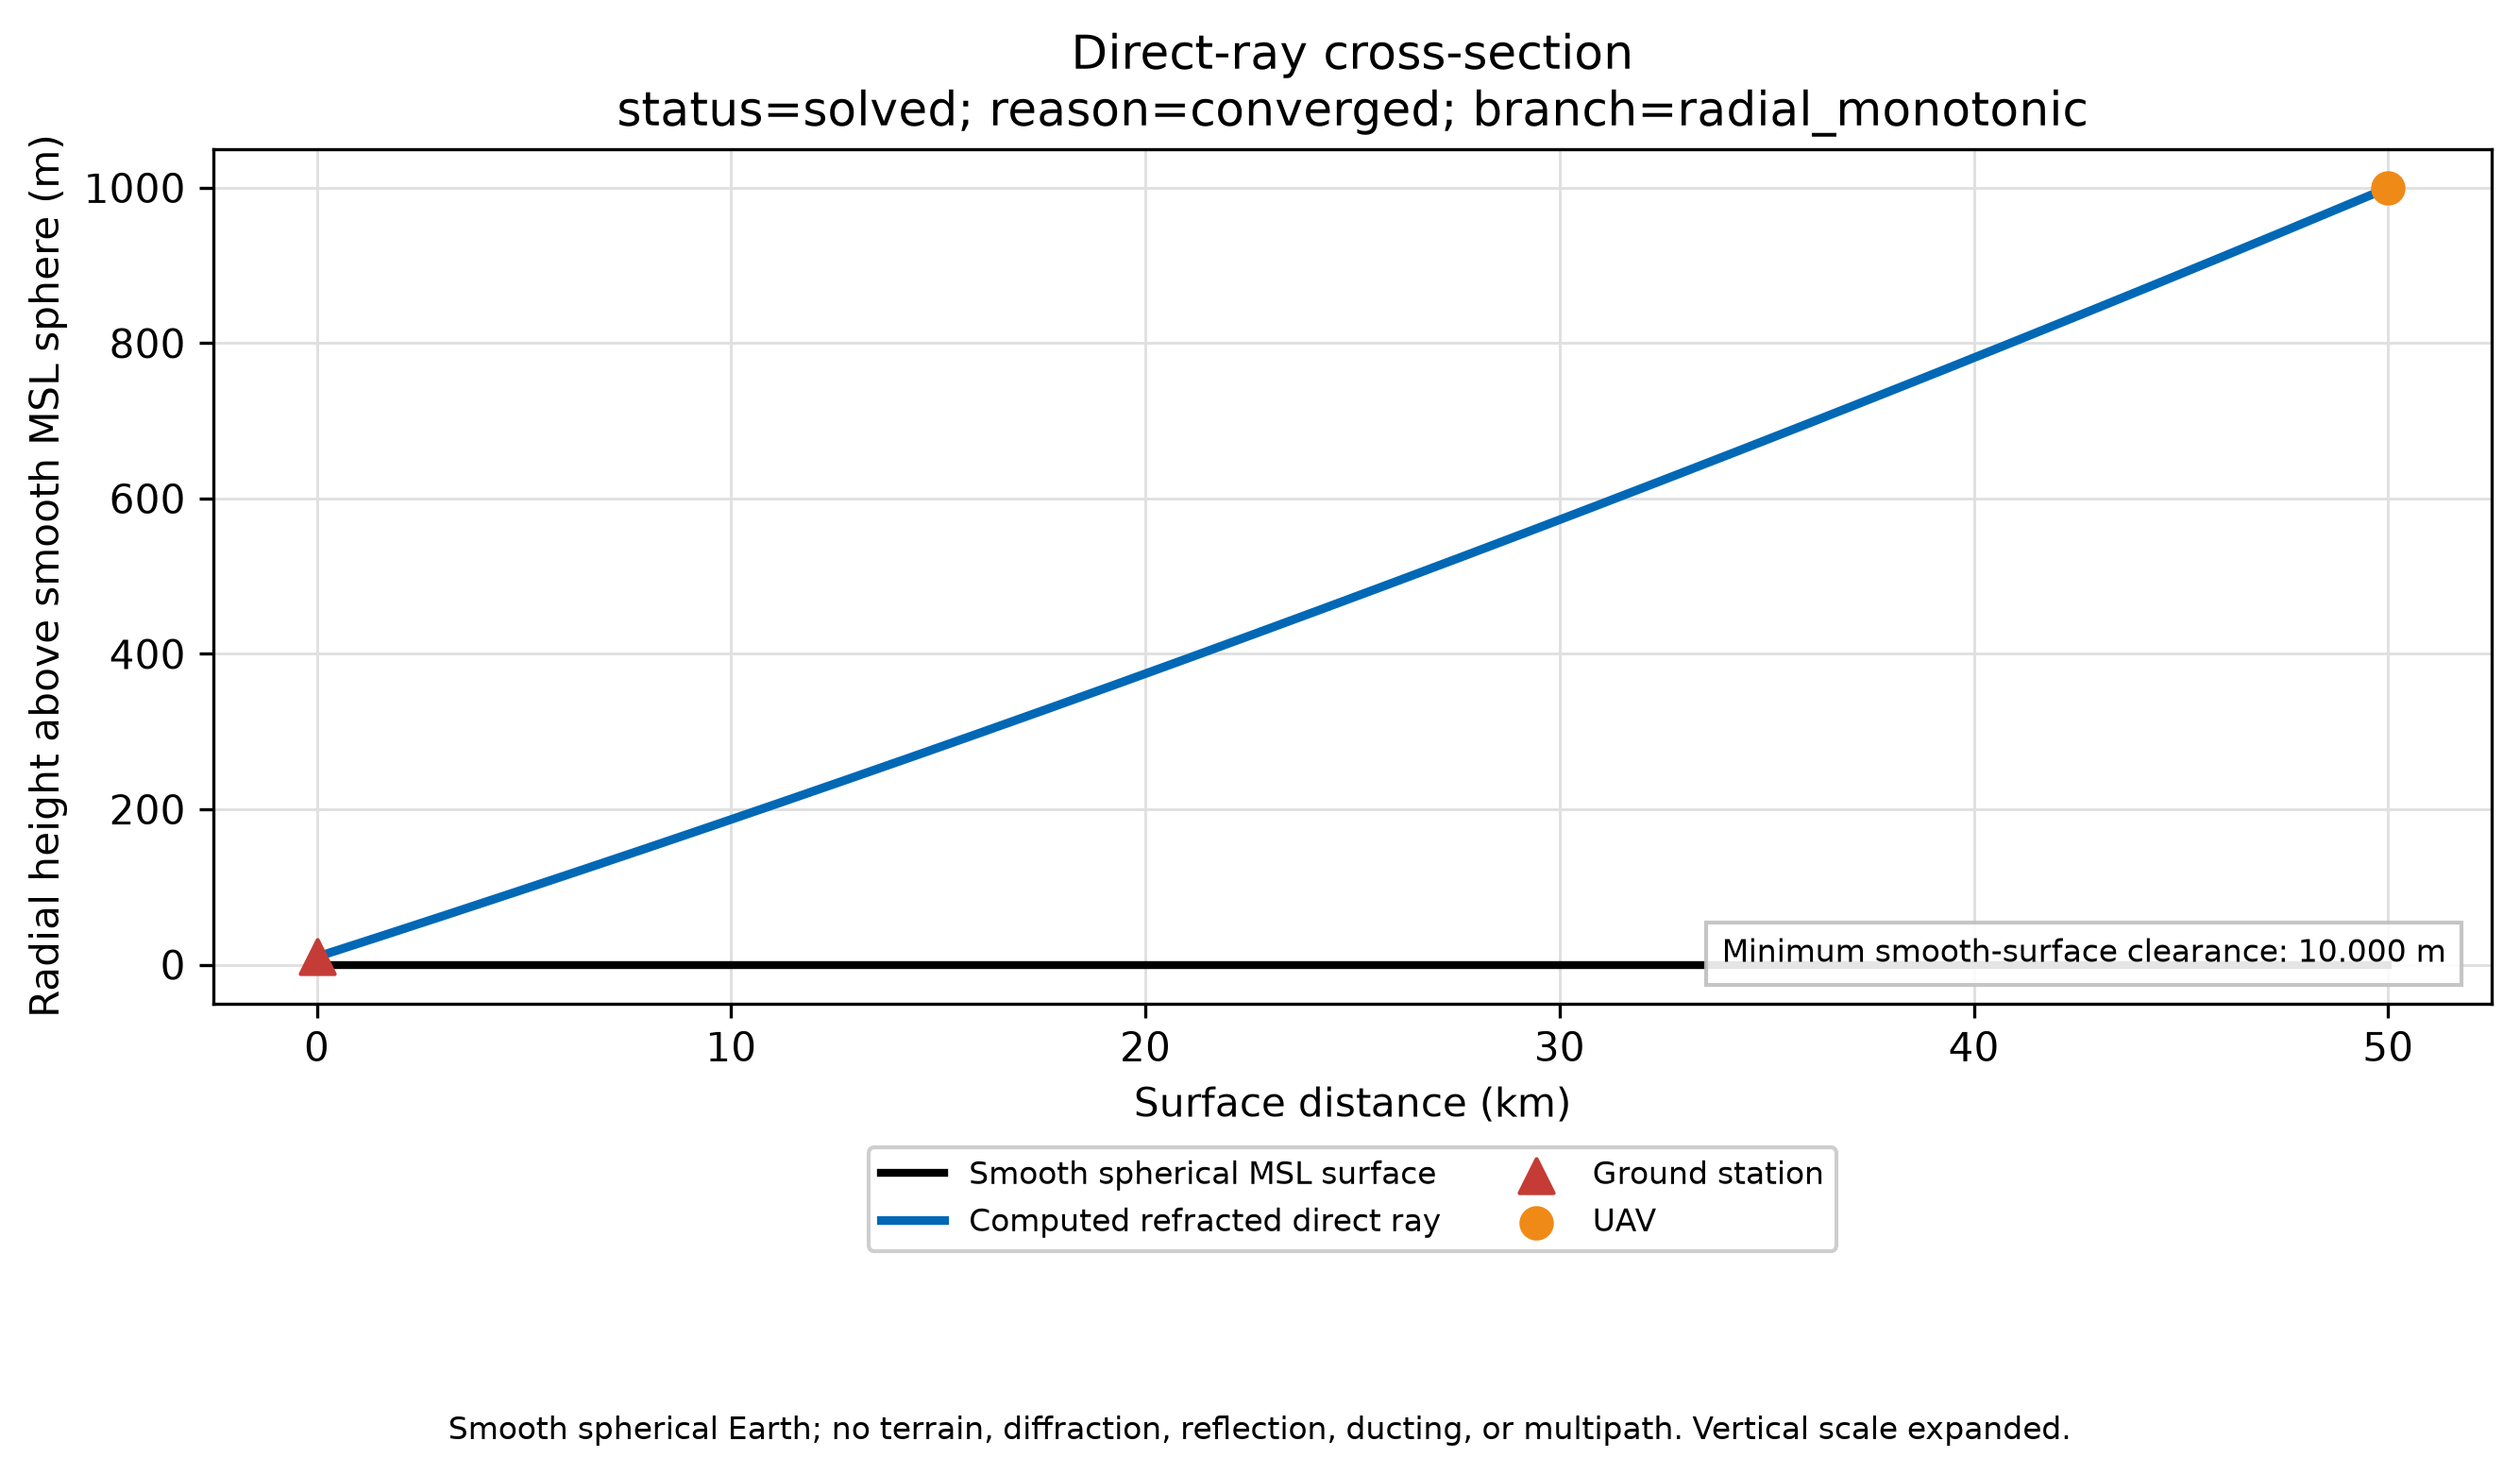 Direct-ray cross-section
status=solved; reason=converged; branch=radial_monotonic
Radial height above smooth MSL sphere (m)
1000
800
600
400
200
0
Minimum smooth-surface clearance: 10.000 m
0 10 20 30 40 50
Surface distance (km)
Smooth spherical MSL surface
Computed refracted direct ray
Ground station
UAV
Smooth spherical Earth; no terrain, diffraction, reflection, ducting, or multipath. Vertical scale expanded.